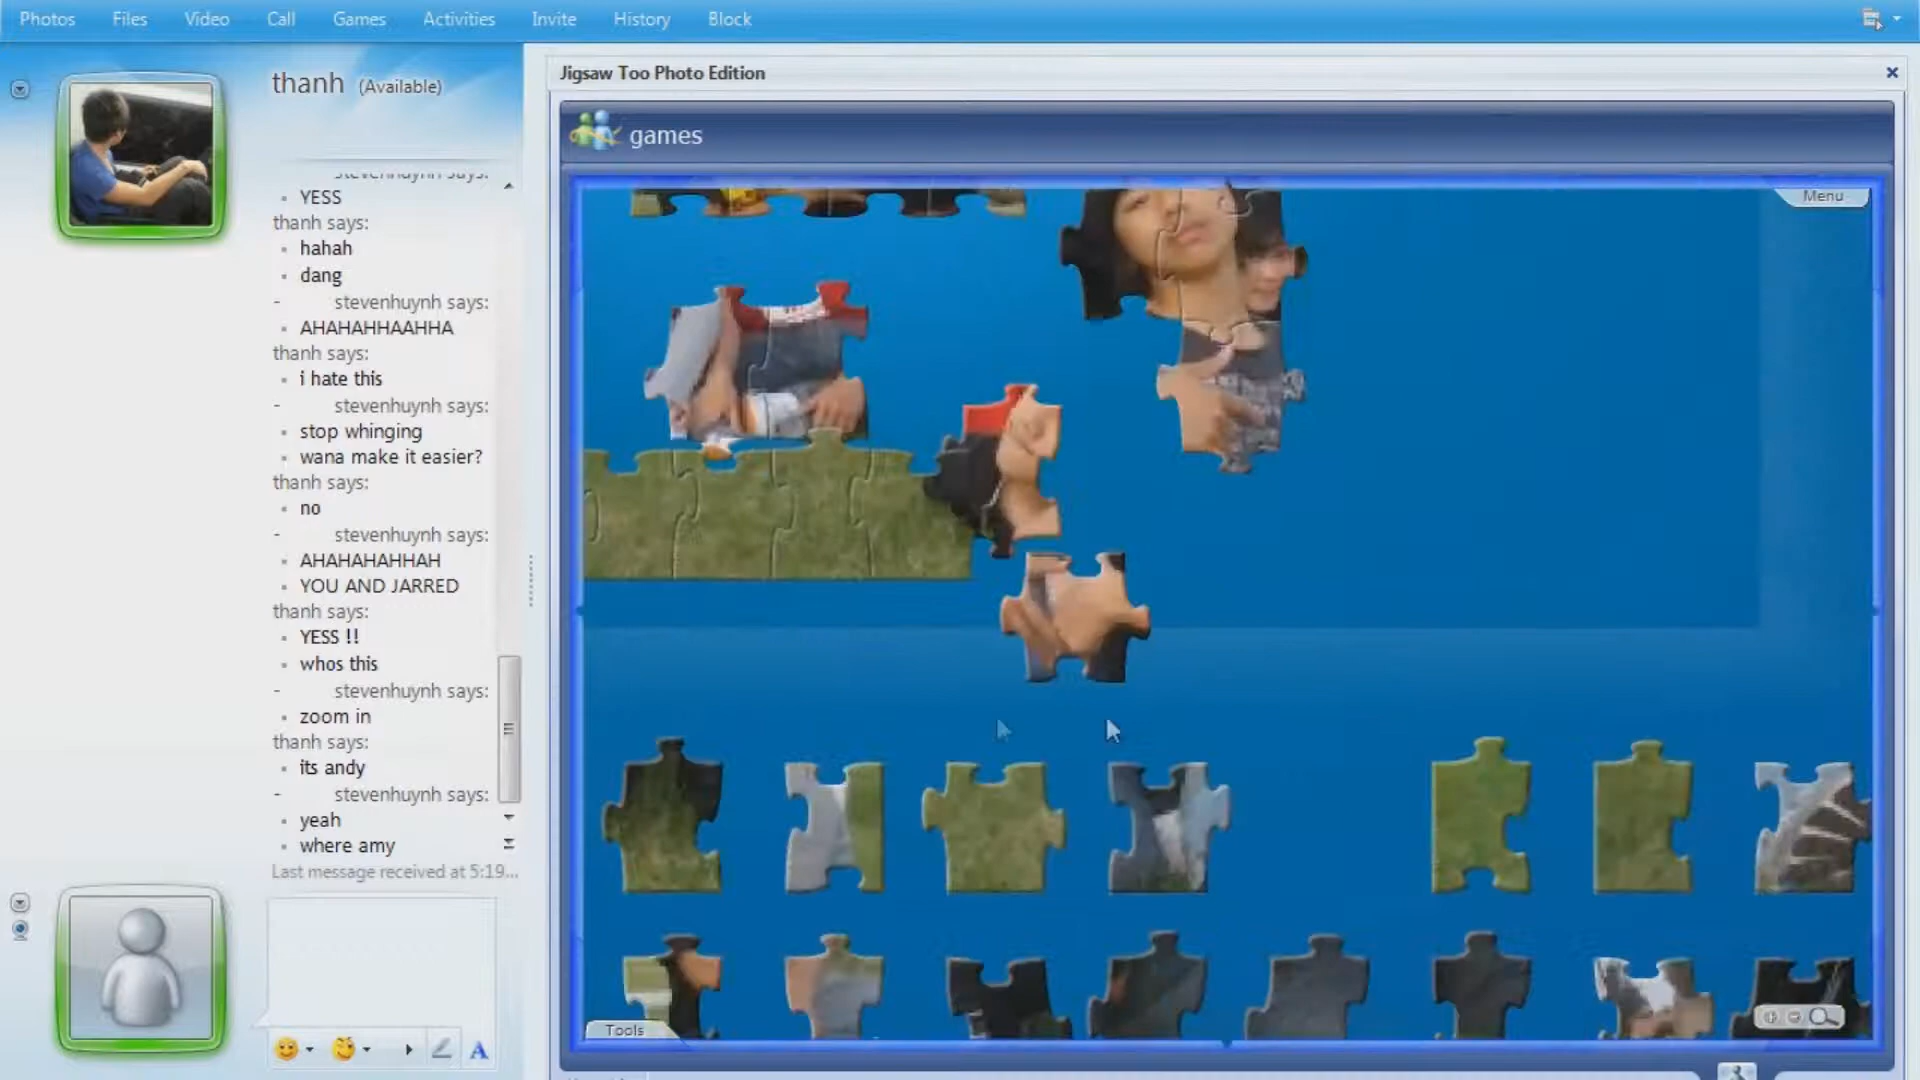 Photos Files Video Call Games Activities Invite History Block
thanh (Available)
YESS
thanh says:
hahah
dang
- stevenhuynh says:
AHAHAHHAAHHA
thanh says:
i hate this
- stevenhuynh says:
stop whinging
wana make it easier?
thanh says:
no
- stevenhuynh says:
AHAHAHAHHAH
YOU AND JARRED
thanh says:
YESS !!
whos this
- stevenhuynh says:
zoom in
thanh says:
its andy
- stevenhuynh says:
yeah
where amy
Last message received at 5:19...
A
Jigsaw Too Photo Edition
games
Menu
Tools